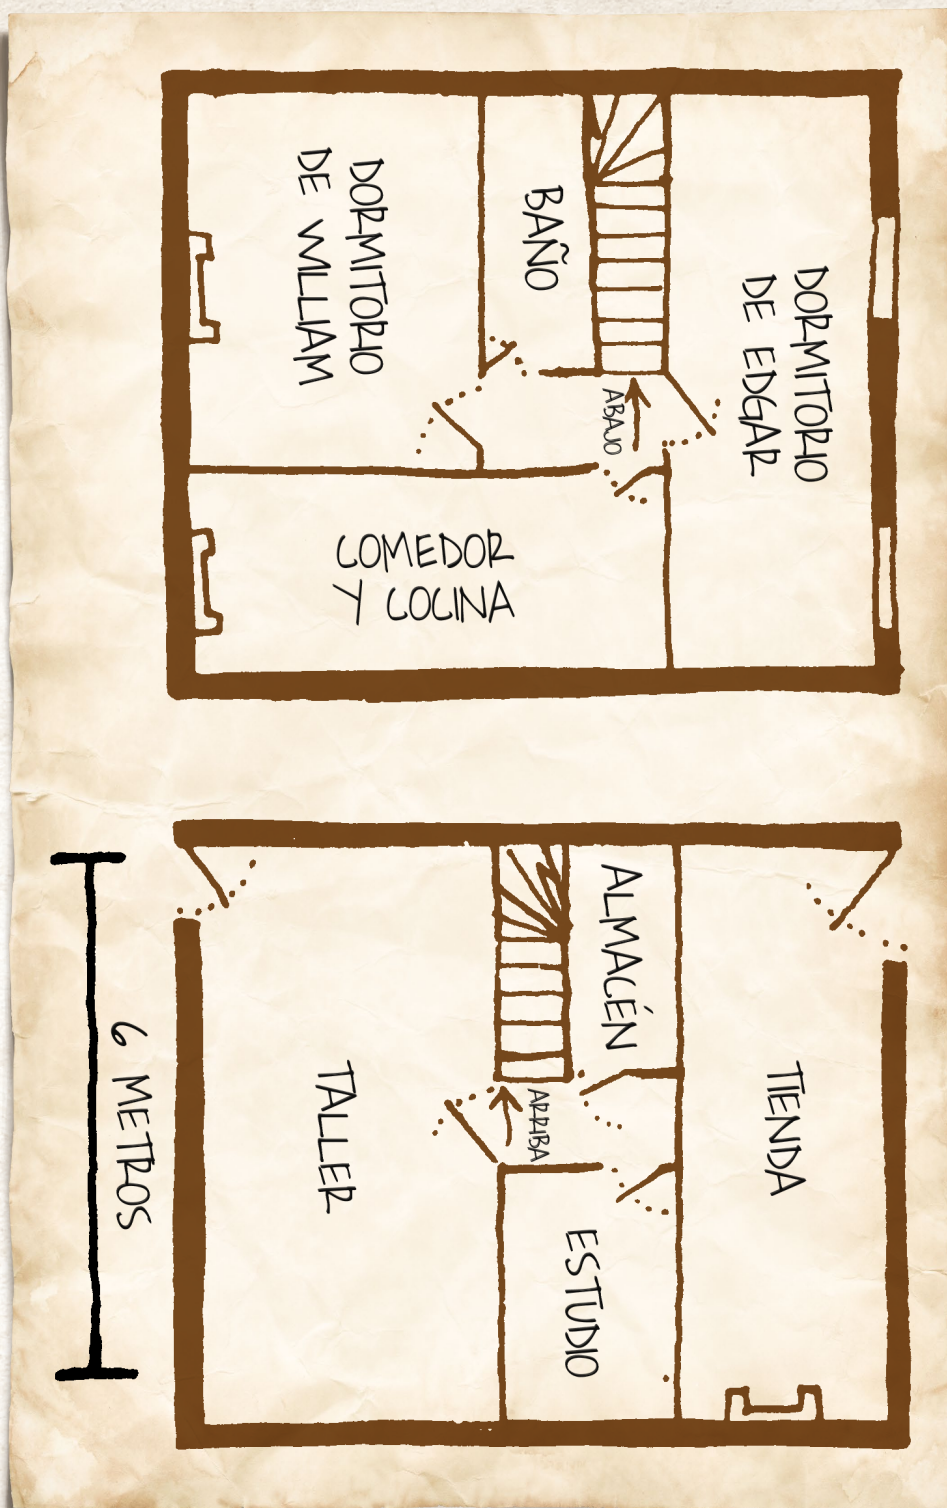 DORMITORIO
DE WILLIAM
BAÑO
DORMITORIO
DE EDGAR
ABAJO
COMEDOR
Y COCINA
6 METROS
TALLER
ARRIBA
ALMACÉN
ESTUDIO
TIENDA